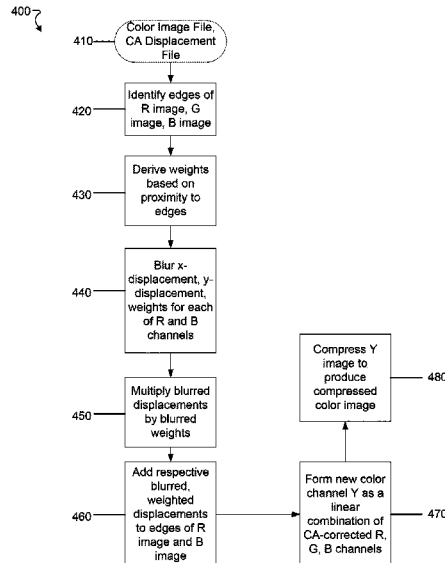 400
410
Color Image File,
CA Displacement
File
420
Identify edges of
R image, G
image, B image
430
Derive weights
based on
proximity to
edges
440
Blur x-
displacement, y-
displacement,
weights for each
of R and B
channels
450
Multiply blurred
displacements
by blurred
weights
460
Add respective
blurred,
weighted
displacements to
edges of R
image and B
image
Form new color
channel Y as a
linear
combination of
CA-corrected R,
G, B channels
470
Compress Y
image to
produce
compressed
color image
480